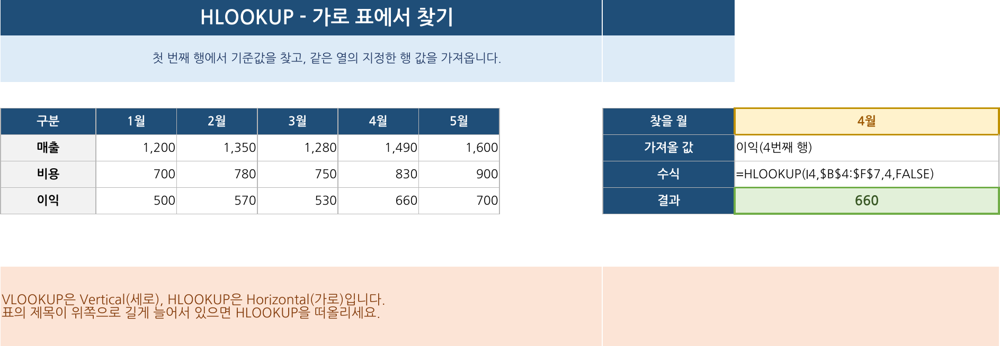 HLOOKUP - 가로 표에서 찾기
첫 번째 행에서 기준값을 찾고, 같은 열의 지정한 행 값을 가져옵니다.
구분 1월 2월 3월 4월 5월
매출 1,200 1,350 1,280 1,490 1,600
비용 700 780 750 830 900
이익 500 570 530 660 700
찾을 월 4월
가져올 값 이익(4번째 행)
수식 =HLOOKUP(I4,$B$4:$F$7,4,FALSE)
결과 660
VLOOKUP은 Vertical(세로), HLOOKUP은 Horizontal(가로)입니다.
표의 제목이 위쪽으로 길게 늘어서 있으면 HLOOKUP을 떠올리세요.